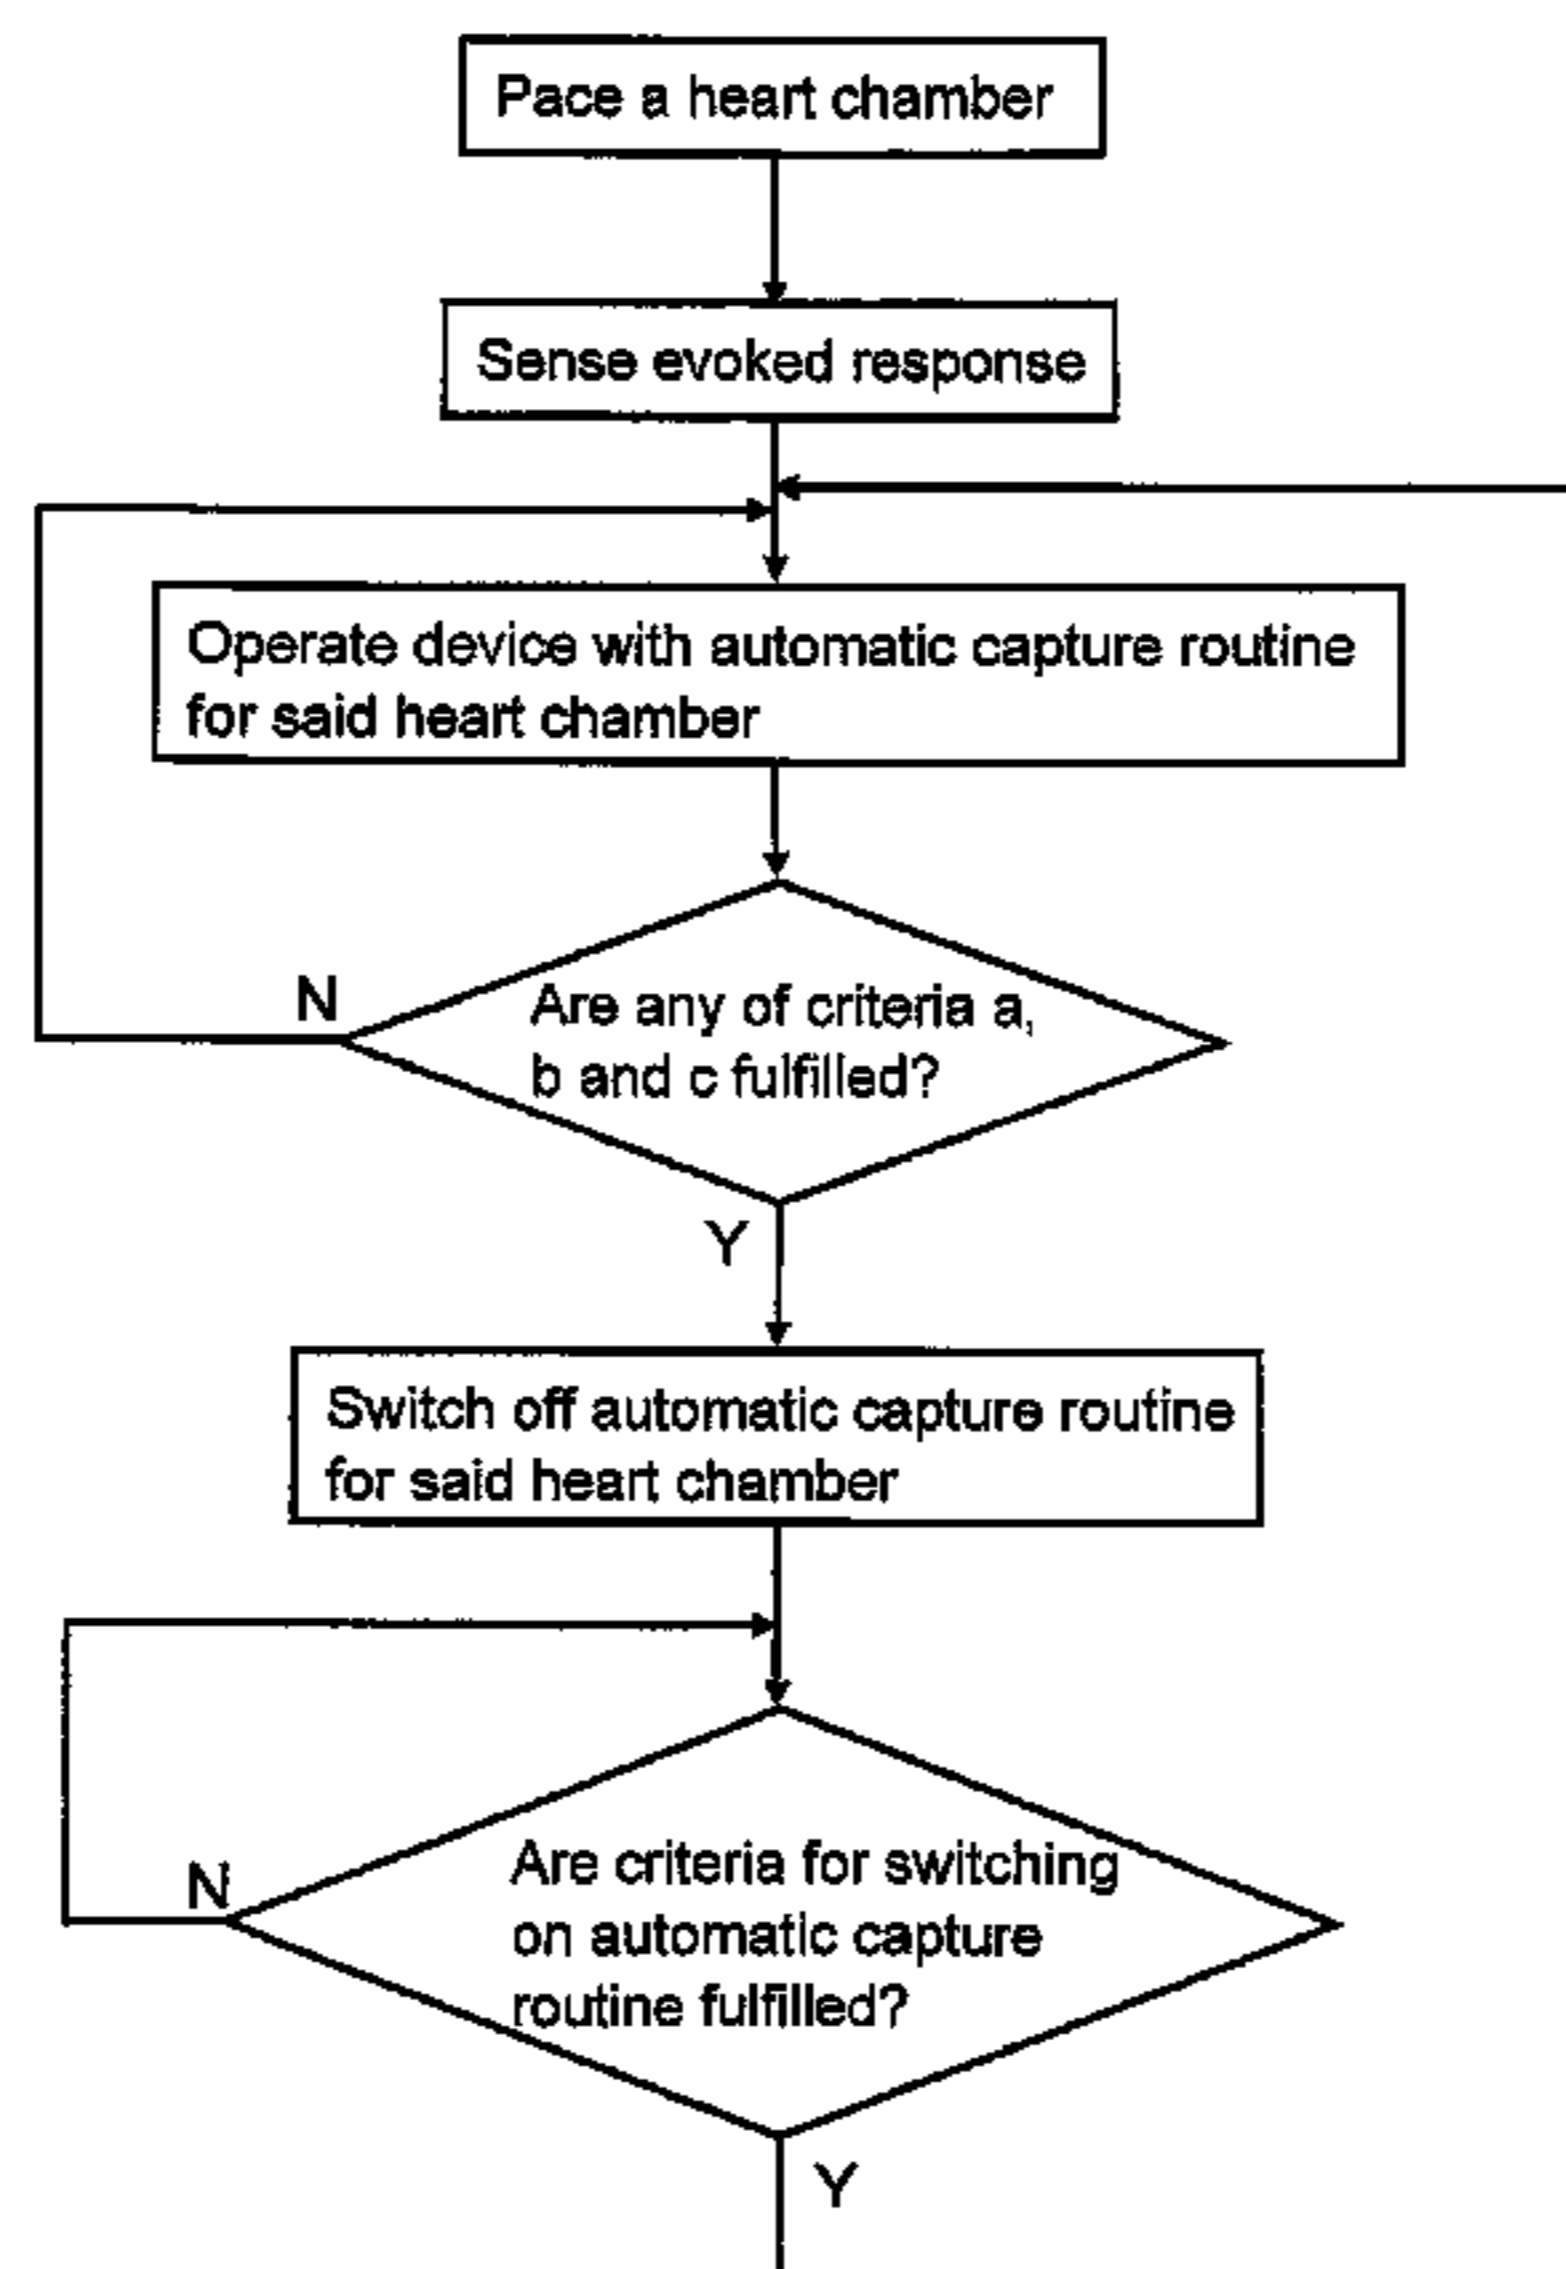 Pace a heart chamber
Sense evoked response
Operate device with automatic capture routine
for said heart chamber
N
Are any of criteria a,
b and c fulfilled?
Y
Switch off automatic capture routine
for said heart chamber
N
Are criteria for switching
on automatic capture
routine fulfilled?
Y